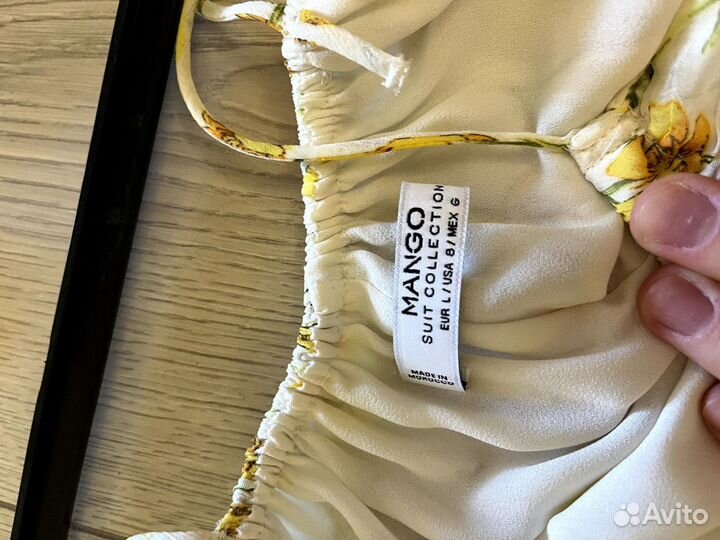 MANGO
SUIT COLLECTION
EUR L / USA 8 / MEX G
MADE IN
MOROCCO
Avito